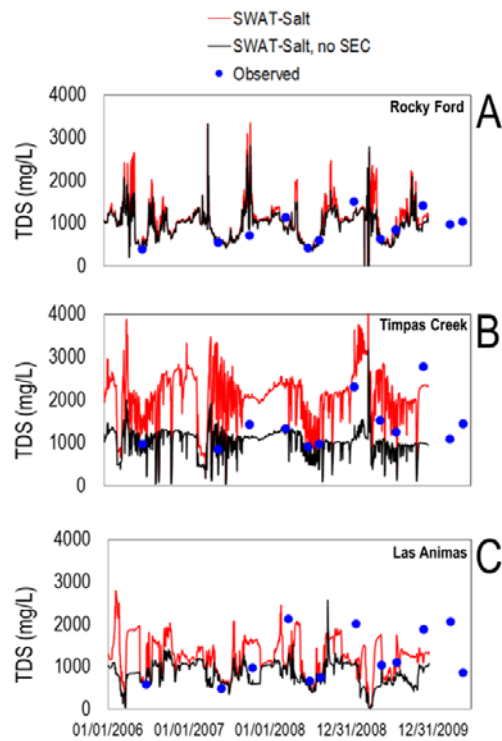 SWAT-Salt
SWAT-Salt, no SEC
Observed
4000
3000
2000
1000
0
TDS (mg/L)
Rocky Ford
A
4000
3000
2000
1000
0
TDS (mg/L)
Timpas Creek
B
4000
3000
2000
1000
0
TDS (mg/L)
Las Animas
C
01/01/2006 01/01/2007 01/01/2008 12/31/2008 12/31/2009